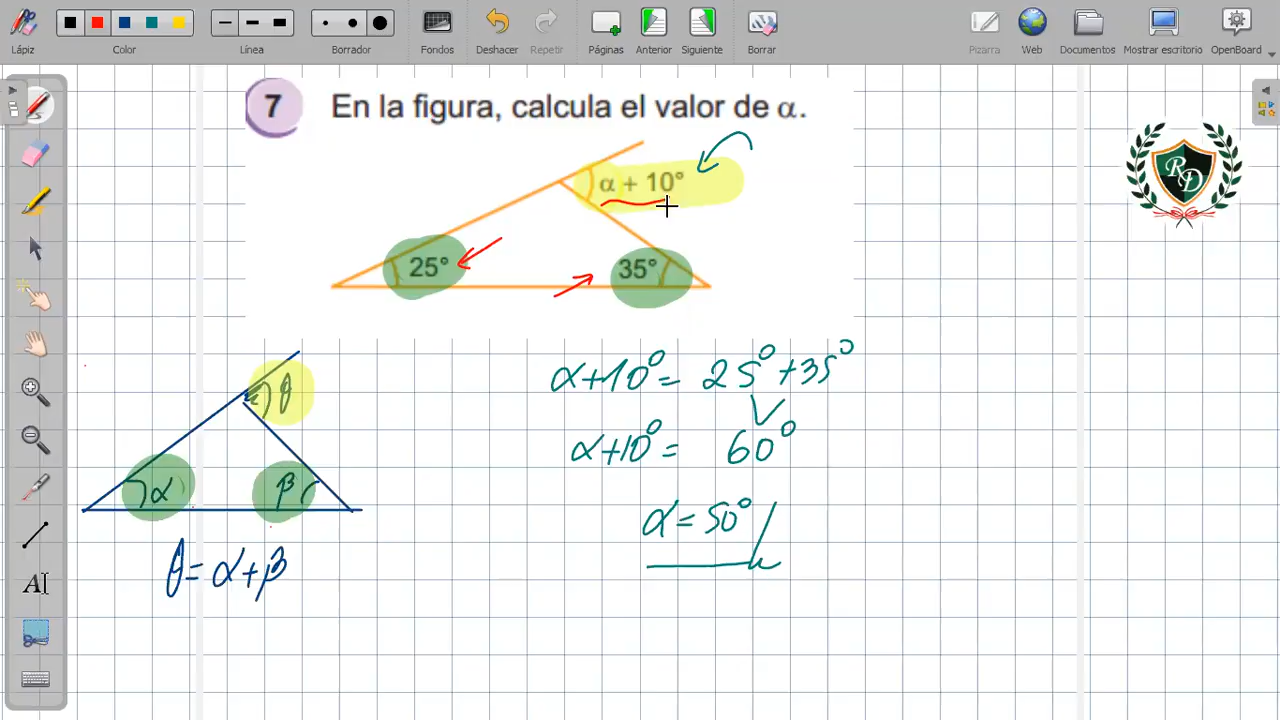 Lápiz
Color
Línea
Borrador
Fondos
Deshacer
Repetir
Páginas
Anterior
Siguiente
Borrar
Pizarra
Web
Documentos
Mostrar escritorio
OpenBoard
7 En la figura, calcula el valor de α.
α + 10°
25°
35°
RD
θ
α
β
θ = α+β
α+10° = 25° + 35°
α+10° = 60°
α = 50°
AI